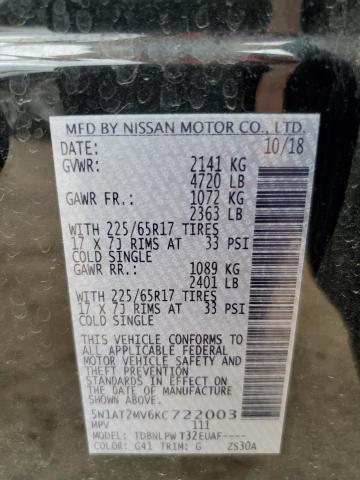 MFD BY NISSAN MOTOR CO., LTD.
DATE: 10/18
GVWR: 2141 KG
4720 LB
GAWR FR.: 1072 KG
2363 LB
WITH 225/65R17 TIRES
17 X 7J RIMS AT 33 PSI
COLD SINGLE
GAWR RR.: 1089 KG
2401 LB
WITH 225/65R17 TIRES
17 X 7J RIMS AT 33 PSI
COLD SINGLE
THIS VEHICLE CONFORMS TO
ALL APPLICABLE FEDERAL
MOTOR VEHICLE SAFETY AND
THEFT PREVENTION
STANDARDS IN EFFECT ON
THE DATE OF MANUFACTURE
SHOWN ABOVE.
5N1AT2MV6KC722003
MPV 111
MODEL: TDBNLPW T32EUAF----
COLOR: G41 TRIM: G ZS30A